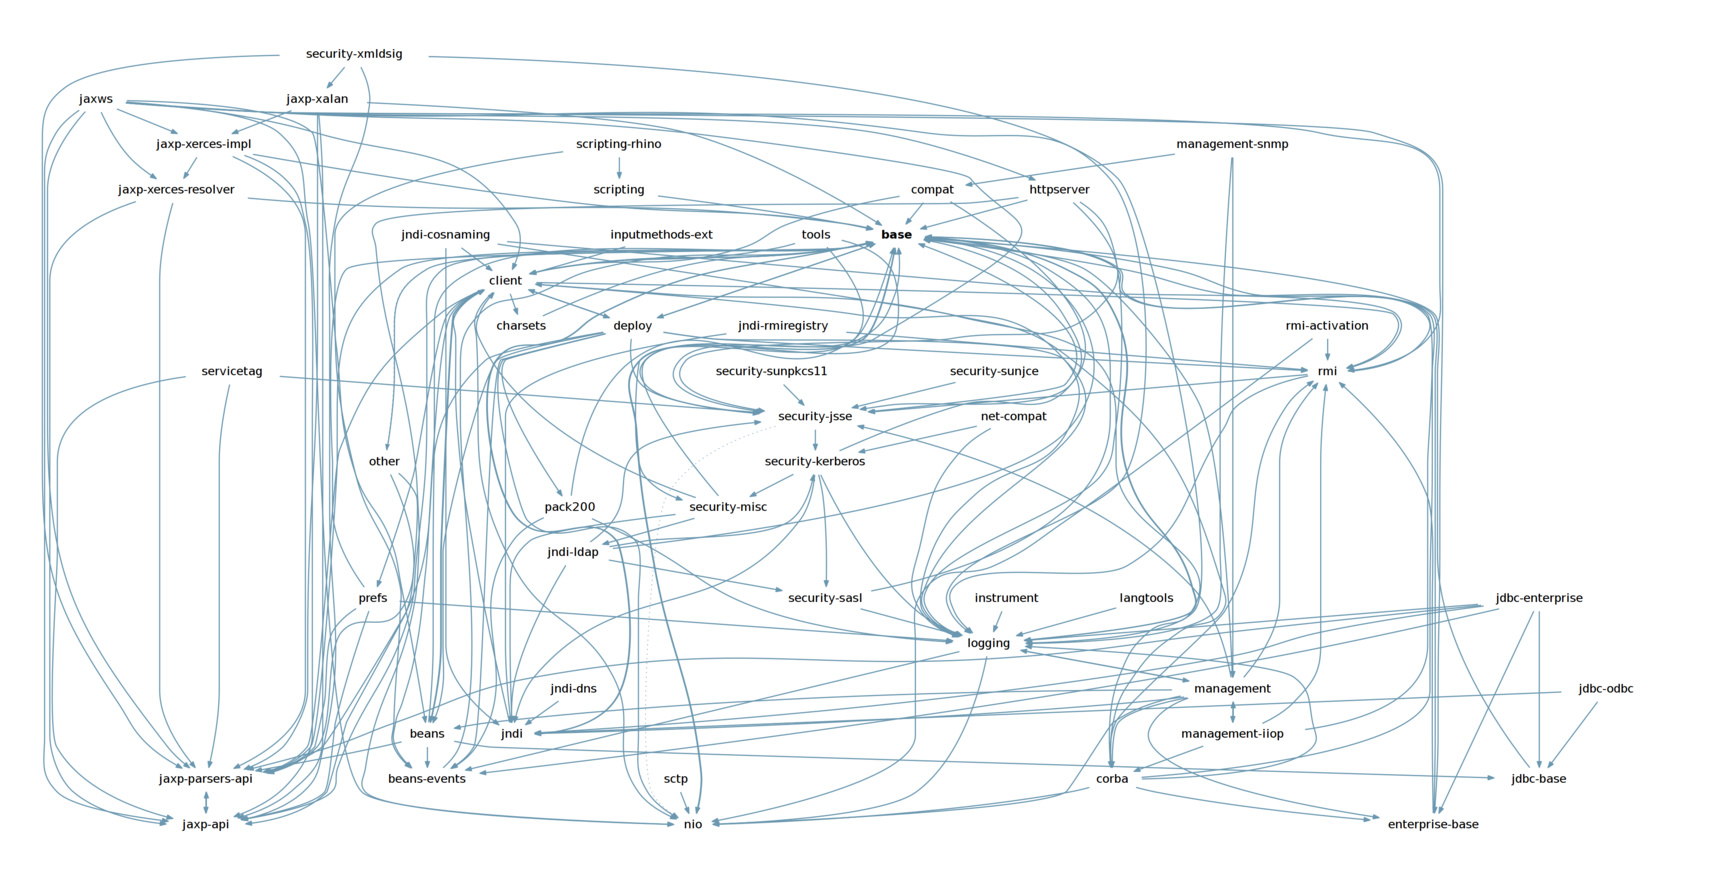 security-xmldsig
jaxws
jaxp-xalan
jaxp-xerces-impl
scripting-rhino
management-snmp
jaxp-xerces-resolver
scripting
compat
httpserver
jndi-cosnaming
inputmethods-ext
tools
base
client
charsets
deploy
jndi-rmiregistry
rmi-activation
servicetag
security-sunpkcs11
security-sunjce
rmi
security-jsse
net-compat
other
security-kerberos
pack200
security-misc
jndi-ldap
prefs
security-sasl
instrument
langtools
jdbc-enterprise
logging
jndi-dns
management
jdbc-odbc
beans
jndi
management-iiop
jaxp-parsers-api
beans-events
sctp
corba
jdbc-base
jaxp-api
nio
enterprise-base